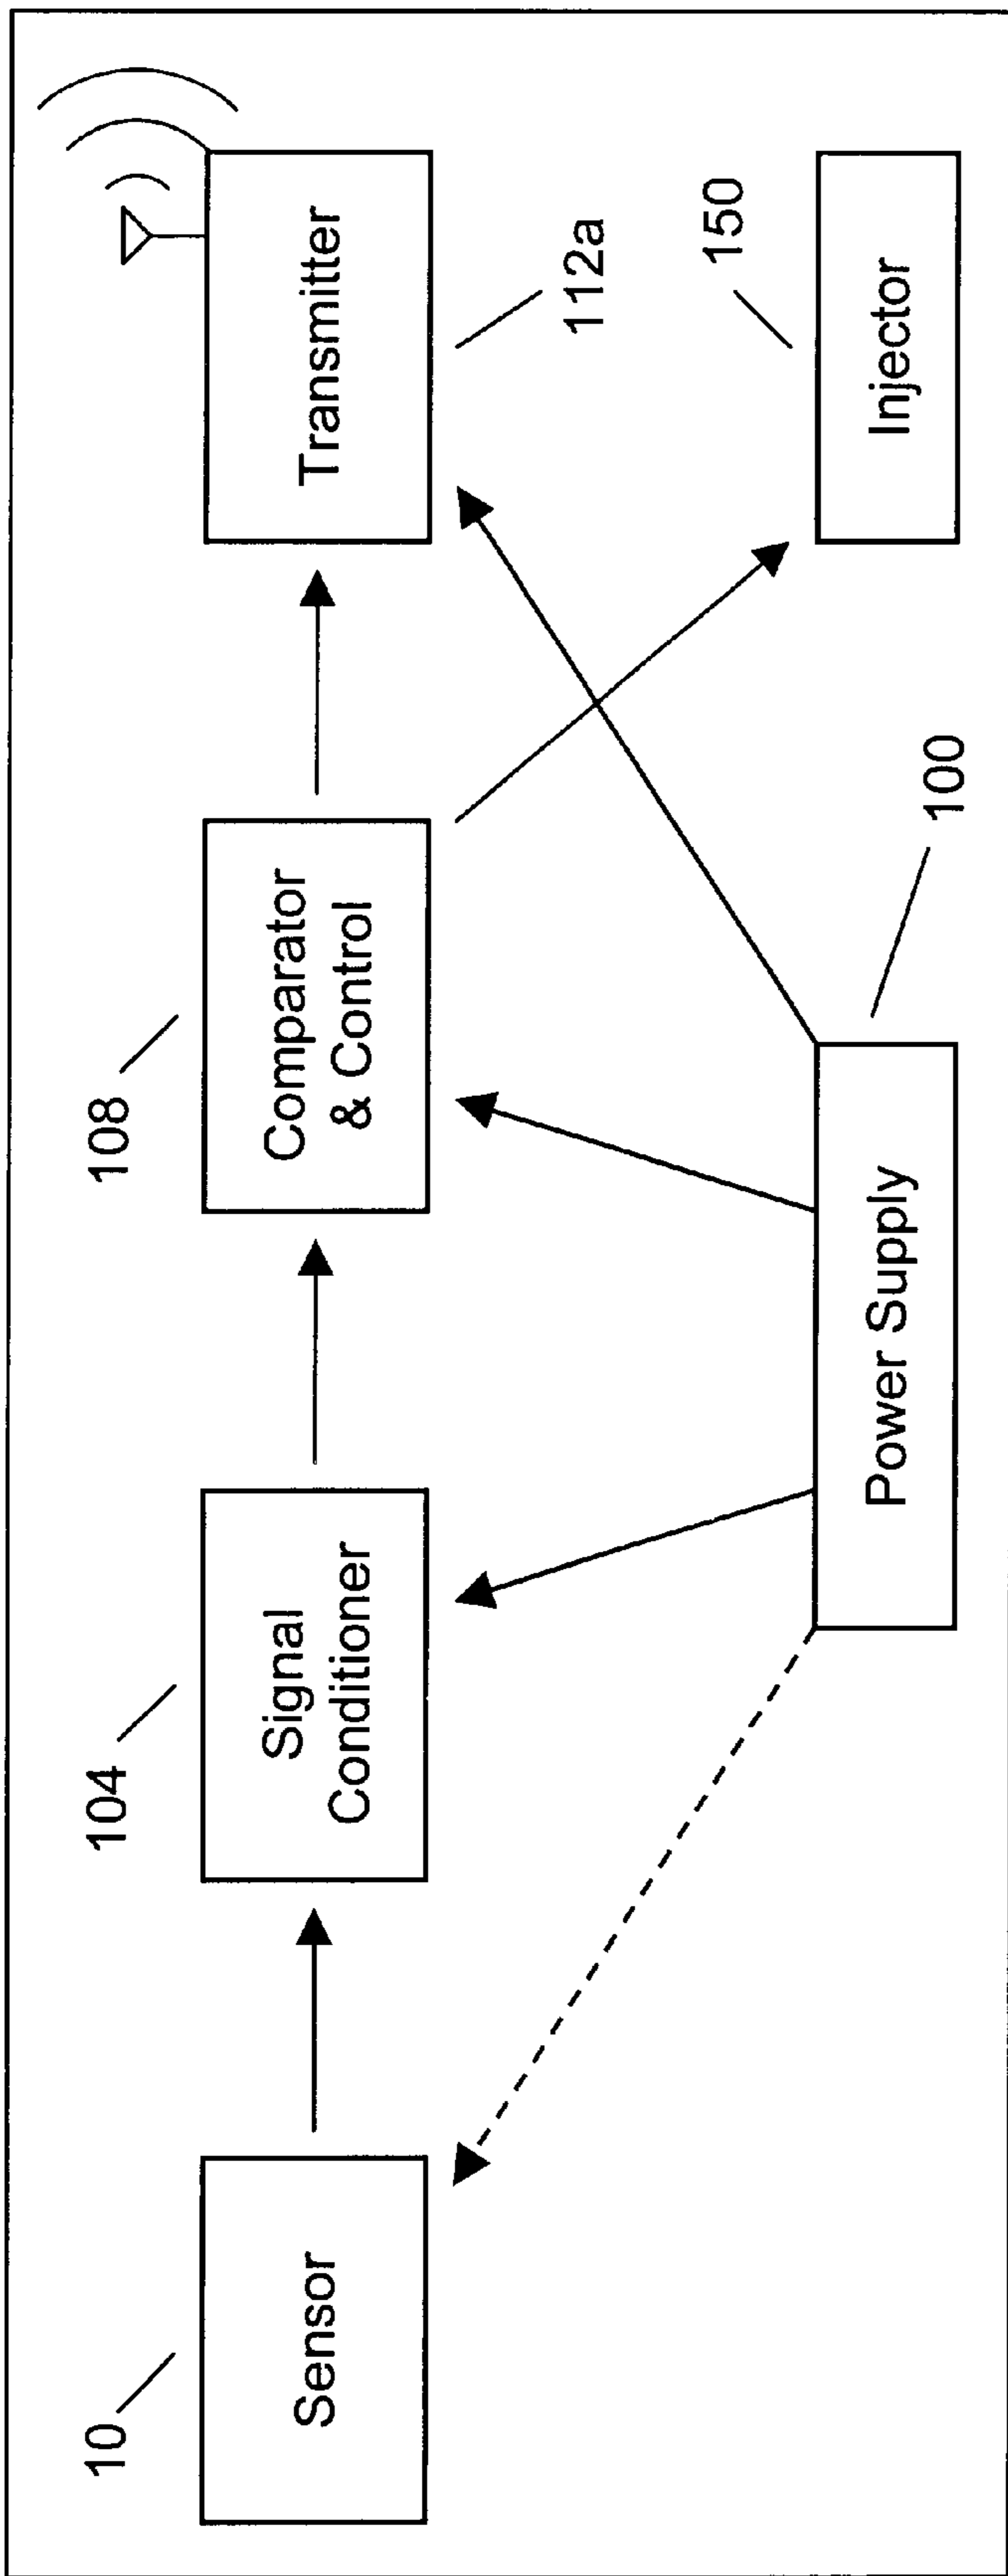 10
104
108
Sensor
Signal
Conditioner
Comparator
& Control
Transmitter
112a
150
100
Power Supply
Injector